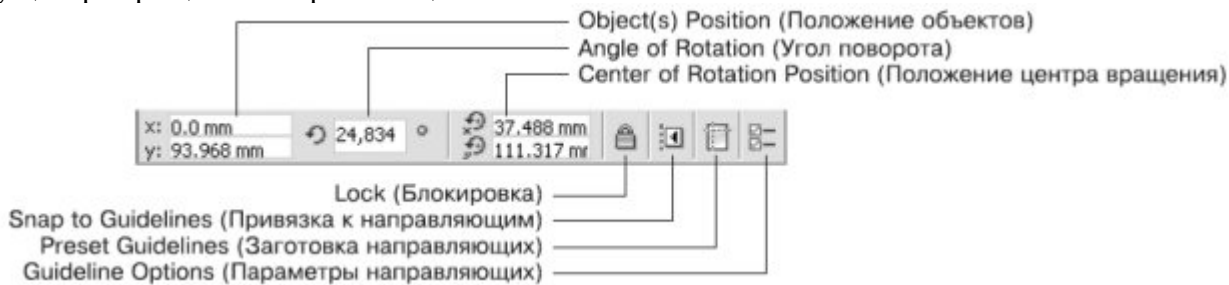 Object(s) Position (Положение объектов)
Angle of Rotation (Угол поворота)
Center of Rotation Position (Положение центра вращения)
x: 0.0 mm 24,834 ° x 37.488 mm
y: 93.968 mm y 111.317 mr
Lock (Блокировка)
Snap to Guidelines (Привязка к направляющим)
Preset Guidelines (Заготовка направляющих)
Guideline Options (Параметры направляющих)